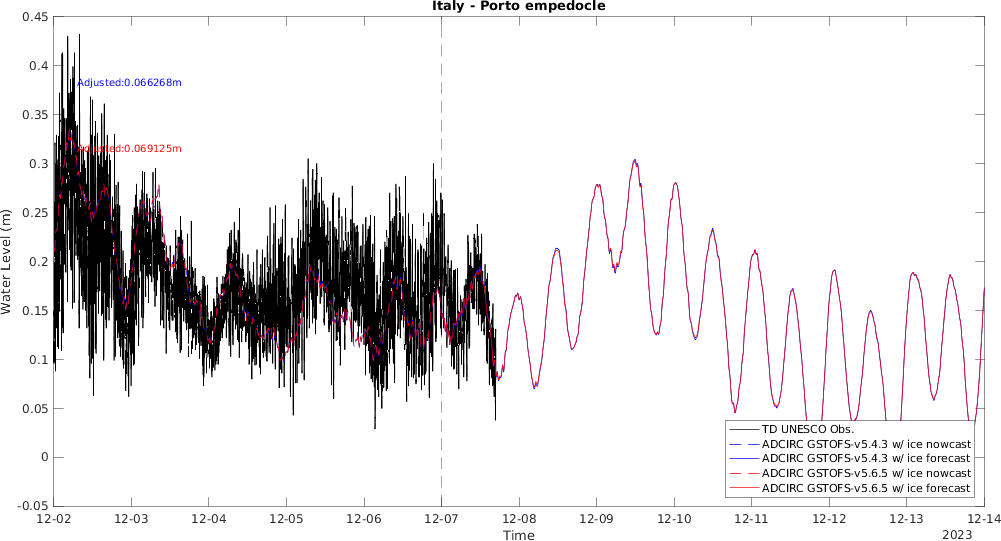 Italy - Porto empedocle
0.45
0.4
0.35
0.3
0.25
0.2
0.15
0.1
0.05
0
-0.05
Water Level (m)
Adjusted:0.066268m
Adjusted:0.069125m
TD UNESCO Obs.
ADCIRC GSTOFS-v5.4.3 w/ ice nowcast
ADCIRC GSTOFS-v5.4.3 w/ ice forecast
ADCIRC GSTOFS-v5.6.5 w/ ice nowcast
ADCIRC GSTOFS-v5.6.5 w/ ice forecast
12-02 12-03 12-04 12-05 12-06 12-07 12-08 12-09 12-10 12-11 12-12 12-13 12-14
Time
2023